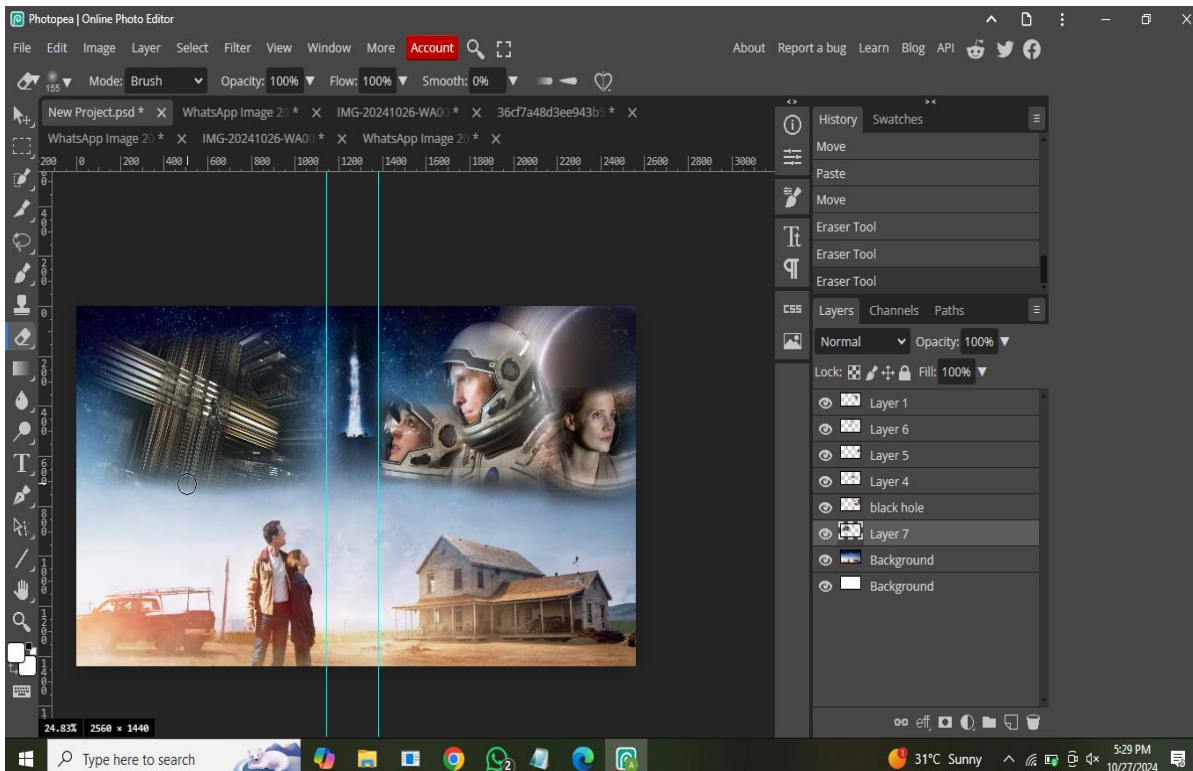 Photopea | Online Photo Editor
File Edit Image Layer Select Filter View Window More Account
About Report a bug Learn Blog API
155 Mode: Brush Opacity: 100% Flow: 100% Smooth: 0%
New Project.psd * WhatsApp Image 20 * IMG-20241026-WA00 * 36cf7a48d3ee943b5 *
WhatsApp Image 20 * IMG-20241026-WA00 * WhatsApp Image 20 *
200 0 200 400 600 800 1000 1200 1400 1600 1800 2000 2200 2400 2600 2800 3000
History Swatches
Move
Paste
Move
Eraser Tool
Eraser Tool
Eraser Tool
CSS
Layers Channels Paths
Normal Opacity: 100%
Lock: Fill: 100%
Layer 1
Layer 6
Layer 5
Layer 4
black hole
Layer 7
Background
Background
eff
24.83% 2560 × 1440
Type here to search
2
1
31°C Sunny
5:29 PM
10/27/2024